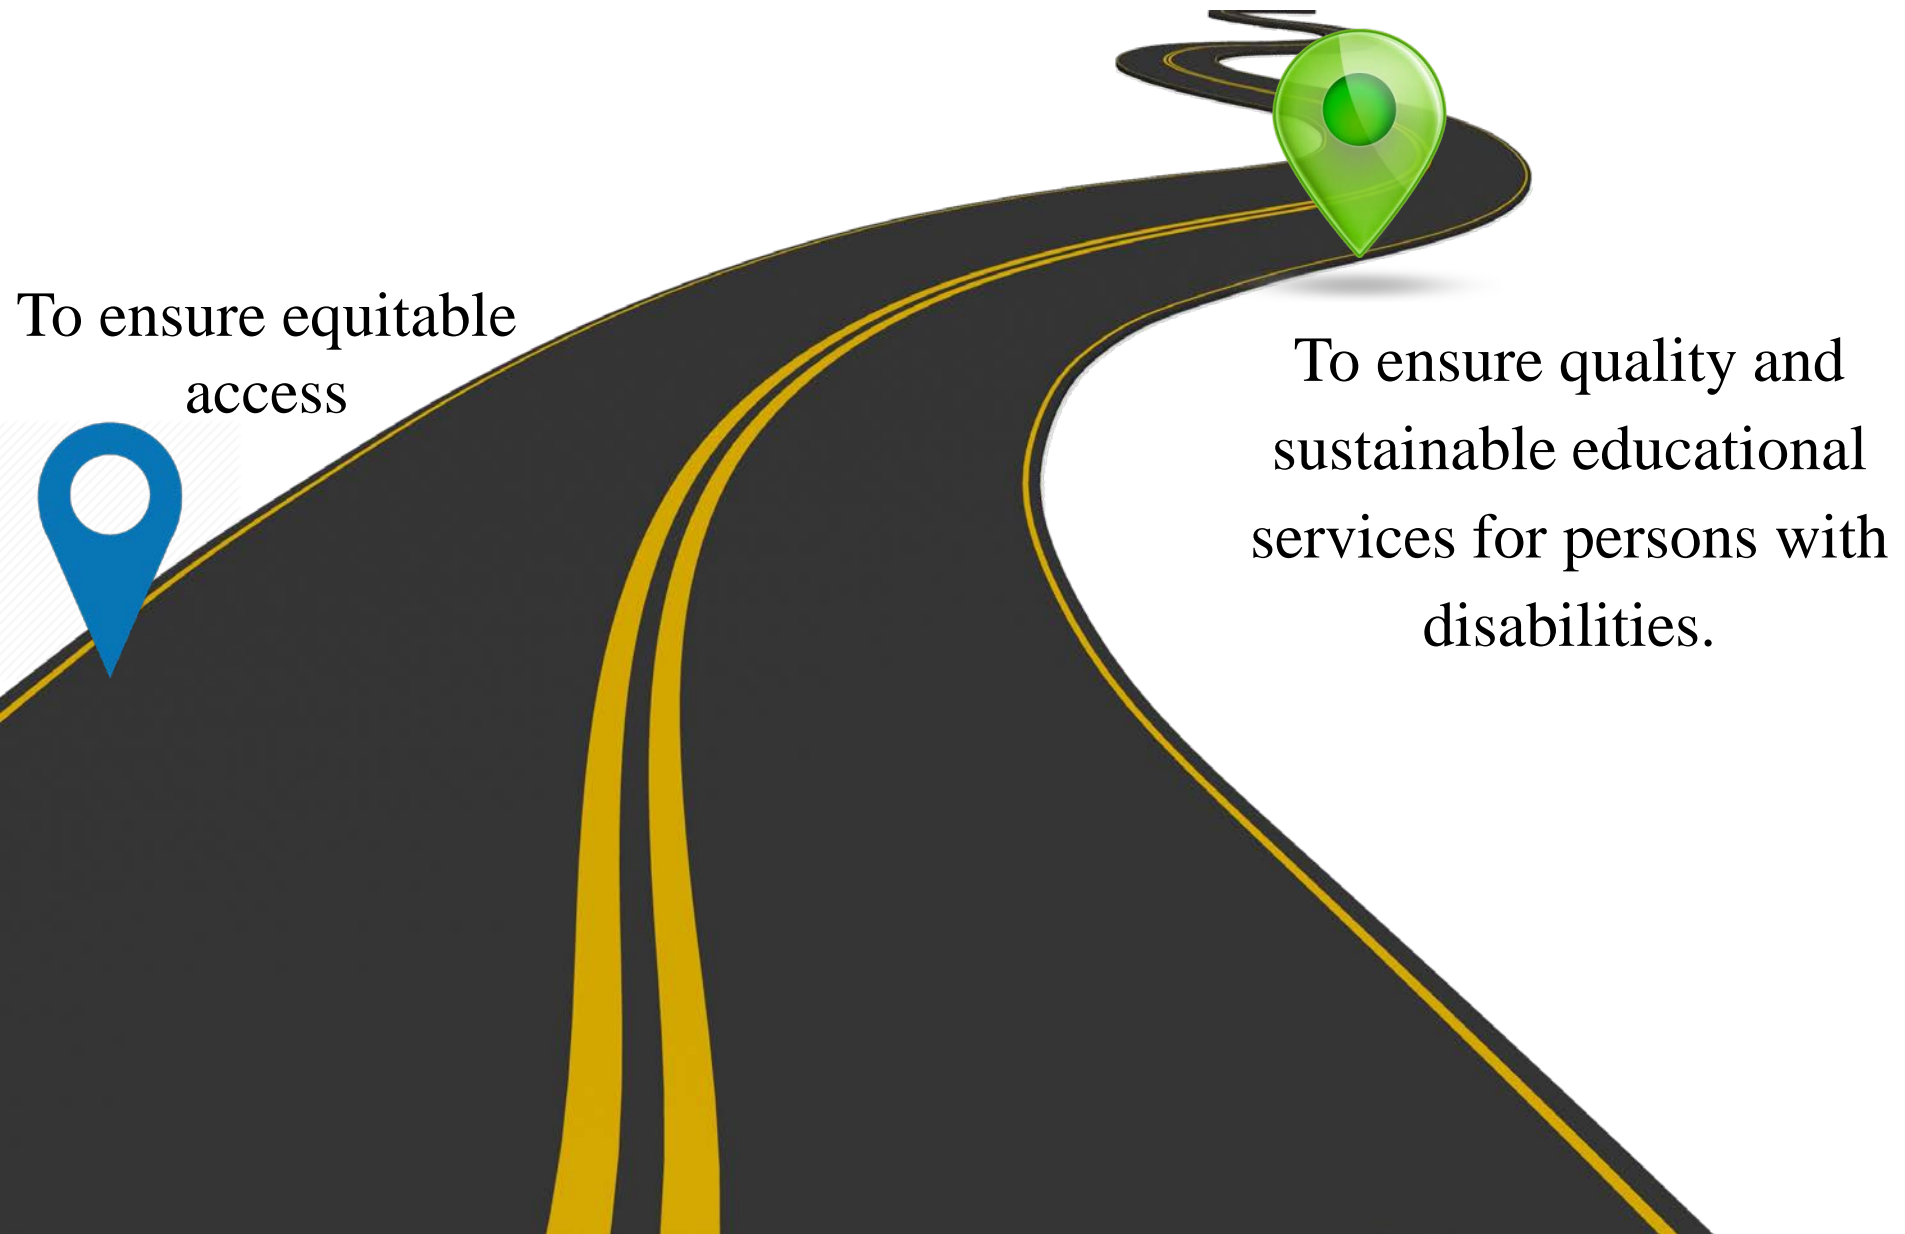 To ensure equitable
access
To ensure quality and
sustainable educational
services for persons with
disabilities.